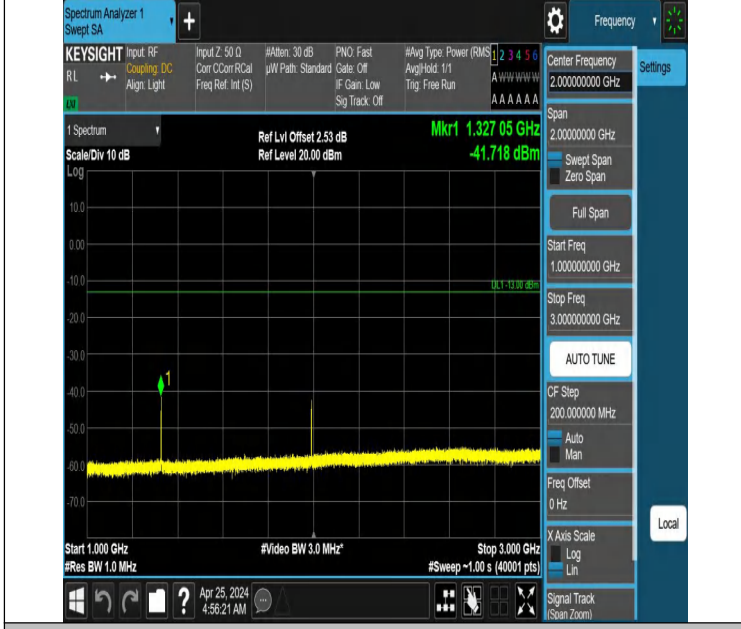 Spectrum Analyzer 1
Swept SA
Frequency
KEYSIGHT
RL
LXI
Input: RF
Coupling: DC
Align: Light
Input Z: 50 Ω
Corr CCorr RCal
Freq Ref: Int (S)
#Atten: 30 dB
µW Path: Standard
PNO: Fast
Gate: Off
IF Gain: Low
Sig Track: Off
#Avg Type: Power (RMS
Avg|Hold: 1/1
Trig: Free Run
1 2 3 4 5 6
A W W W W W
A A A A A A
1 Spectrum
Scale/Div 10 dB
Log
Ref Lvl Offset 2.53 dB
Ref Level 20.00 dBm
Mkr1 1.327 05 GHz
-41.718 dBm
10.0
0.00
-10.0
DL1 -13.00 dBm
-20.0
-30.0
1
-40.0
-50.0
-60.0
-70.0
Start 1.000 GHz
#Video BW 3.0 MHz*
Stop 3.000 GHz
#Res BW 1.0 MHz
#Sweep ~1.00 s (40001 pts)
?
Apr 25, 2024
4:56:21 AM
Center Frequency
2.000000000 GHz
Settings
Span
2.00000000 GHz
Swept Span
Zero Span
Full Span
Start Freq
1.000000000 GHz
Stop Freq
3.000000000 GHz
AUTO TUNE
CF Step
200.000000 MHz
Auto
Man
Freq Offset
0 Hz
X Axis Scale
Log
Lin
Local
Signal Track
(Span Zoom)